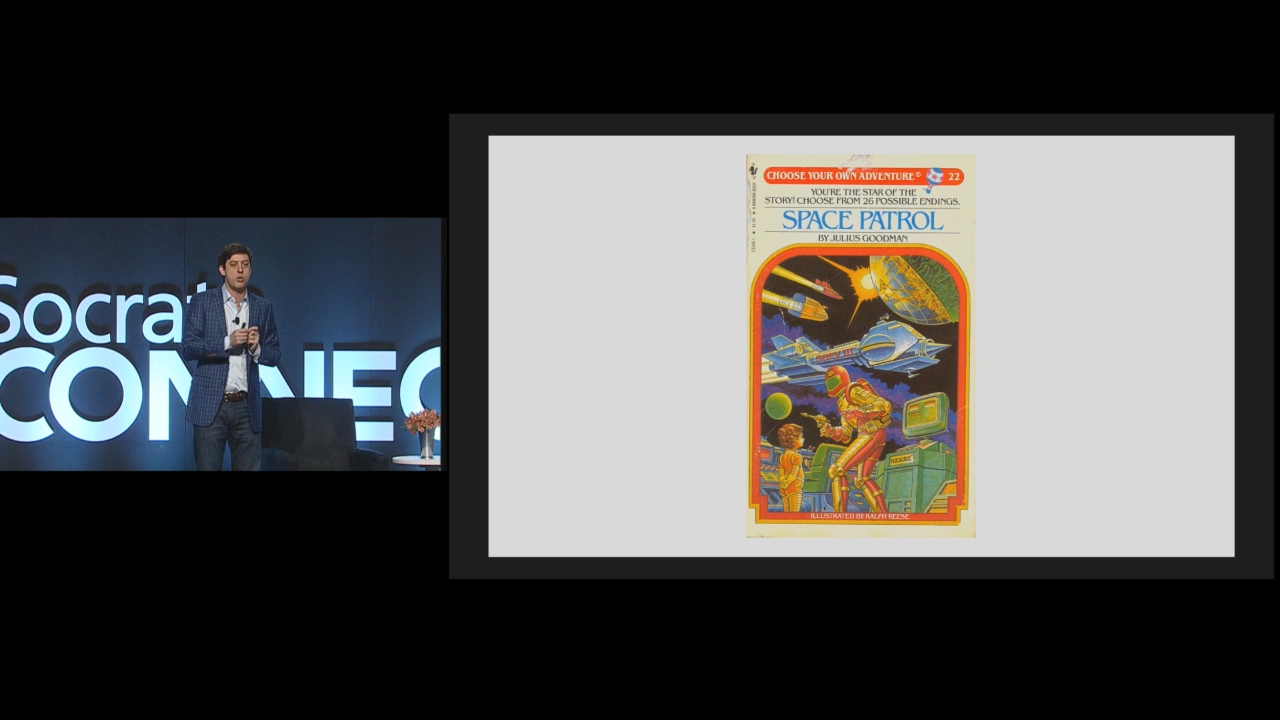 Socrat
CONNEC
CHOOSE YOUR OWN ADVENTURE® 22
YOU'RE THE STAR OF THE
STORY! CHOOSE FROM 26 POSSIBLE ENDINGS.
SPACE PATROL
BY JULIUS GOODMAN
ILLUSTRATED BY RALPH REESE